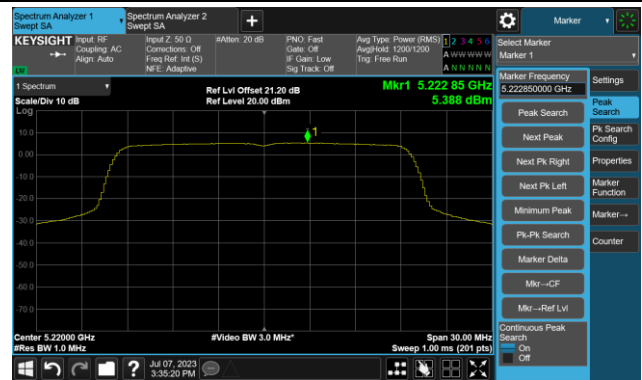 Spectrum Analyzer 1
Swept SA
Spectrum Analyzer 2
Swept SA
+
Marker
KEYSIGHT
Input: RF
Coupling: AC
Align: Auto
Input Z: 50 Ω
Corrections: Off
Freq Ref: Int (S)
NFE: Adaptive
#Atten: 20 dB
PNO: Fast
Gate: Off
IF Gain: Low
Sig Track: Off
Avg Type: Power (RMS)
Avg|Hold: 1200/1200
Trig: Free Run
1 2 3 4 5 6
A W W W W W
A N N N N N
LW
Select Marker
Marker 1
1 Spectrum
Scale/Div 10 dB
Log
Ref Lvl Offset 21.20 dB
Ref Level 20.00 dBm
Mkr1 5.222 85 GHz
5.388 dBm
10.0
0.00
-10.0
-20.0
-30.0
-40.0
-50.0
-60.0
-70.0
1
Center 5.22000 GHz
#Res BW 1.0 MHz
#Video BW 3.0 MHz*
Span 30.00 MHz
Sweep 1.00 ms (201 pts)
Marker Frequency
5.222850000 GHz
Peak Search
Next Peak
Next Pk Right
Next Pk Left
Minimum Peak
Pk-Pk Search
Marker Delta
Mkr→CF
Mkr→Ref Lvl
Continuous Peak
Search
On
Off
Settings
Peak
Search
Pk Search
Config
Properties
Marker
Function
Marker→
Counter
?
Jul 07, 2023
3:35:20 PM